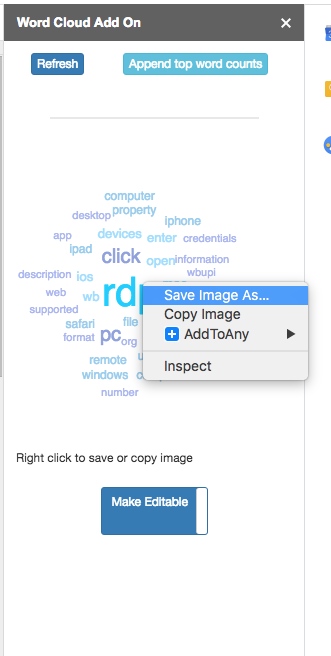 Word Cloud Add On ×
Refresh
Append top word counts
computer
desktop property
iphone
app devices enter credentials
ipad click open information
wbupi
description ios
web wb
supported
safari file
format pc org
remote
windows
number
Save Image As...
Copy Image
AddToAny
Inspect
Right click to save or copy image
Make Editable